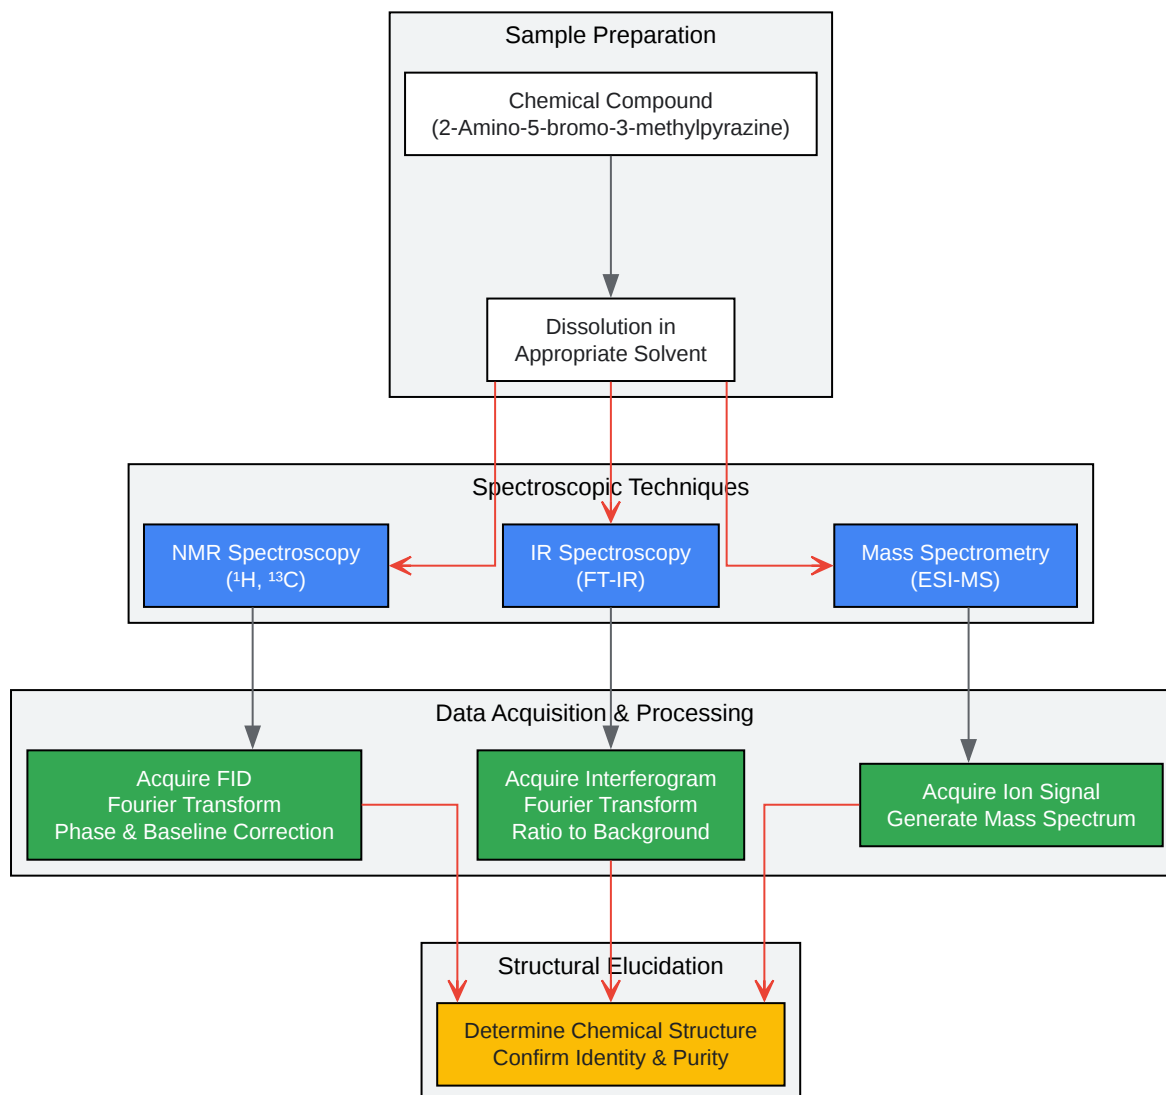 Sample Preparation
Chemical Compound
(2-Amino-5-bromo-3-methylpyrazine)
Dissolution in
Appropriate Solvent
Spectroscopic Techniques
NMR Spectroscopy
(¹H, ¹³C)
IR Spectroscopy
(FT-IR)
Mass Spectrometry
(ESI-MS)
Data Acquisition & Processing
Acquire FID
Fourier Transform
Phase & Baseline Correction
Acquire Interferogram
Fourier Transform
Ratio to Background
Acquire Ion Signal
Generate Mass Spectrum
Structural Elucidation
Determine Chemical Structure
Confirm Identity & Purity